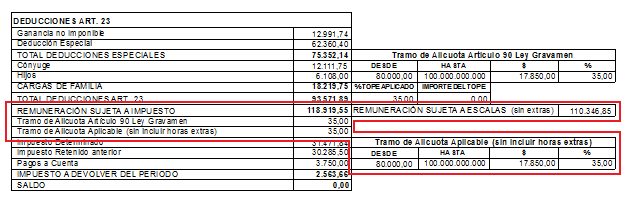 DEDUCCIONES ART. 23
Ganancia no Imponible 12.991,74
Deducción Especial 62.360,40
TOTAL DEDUCCIONES ESPECIALES 75.352,14
Tramo de Alicuota Artículo 90 Ley Gravamen
Cónyuge 12.111,75
DESDE HASTA $ %
Hijos 6.108,00
80.000,00 100.000.000.000 17.850,00 35,00
CARGAS DE FAMILIA 18.219,75
%TOPE APLICADO IMPORTE DEL TOPE
TOTAL DEDUCCIONES ART. 23 93.571,89
35,00 0,00
REMUNERACIÓN SUJETA A IMPUESTO 118.919,55
REMUNERACIÓN SUJETA A ESCALAS (sin extras) 110.346,85
Tramo de Alicuota Artículo 90 Ley Gravamen 35,00
Tramo de Alicuota Aplicable (sin incluir horas extras) 35,00
Impuesto Determinado 31.471,84
Tramo de Alicuota Aplicable (sin incluir horas extras)
Impuesto Retenido anterior 30.285,50
DESDE HASTA $ %
Pagos a Cuenta 3.750,00
80.000,00 100.000.000.000 17.850,00 35,00
IMPUESTO A DEVOLVER DEL PERIODO 2.563,66
SALDO 0,00